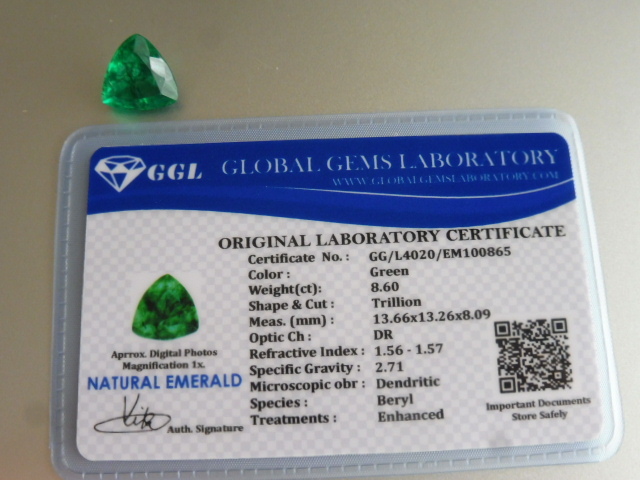 GGL GLOBAL GEMS LABORATORY
WWW.GLOBALGEMSLABORATORY.COM
ORIGINAL LABORATORY CERTIFICATE
Certificate No. : GG/L4020/EM100865
Color : Green
Weight(ct): 8.60
Shape & Cut : Trillion
Meas. (mm) : 13.66x13.26x8.09
Optic Ch : DR
Refractive Index : 1.56 - 1.57
Specific Gravity : 2.71
Microscopic obr : Dendritic
Species : Beryl
Treatments : Enhanced
Aprrox. Digital Photos
Magnification 1x.
NATURAL EMERALD
Auth. Signature
Important Documents
Store Safely